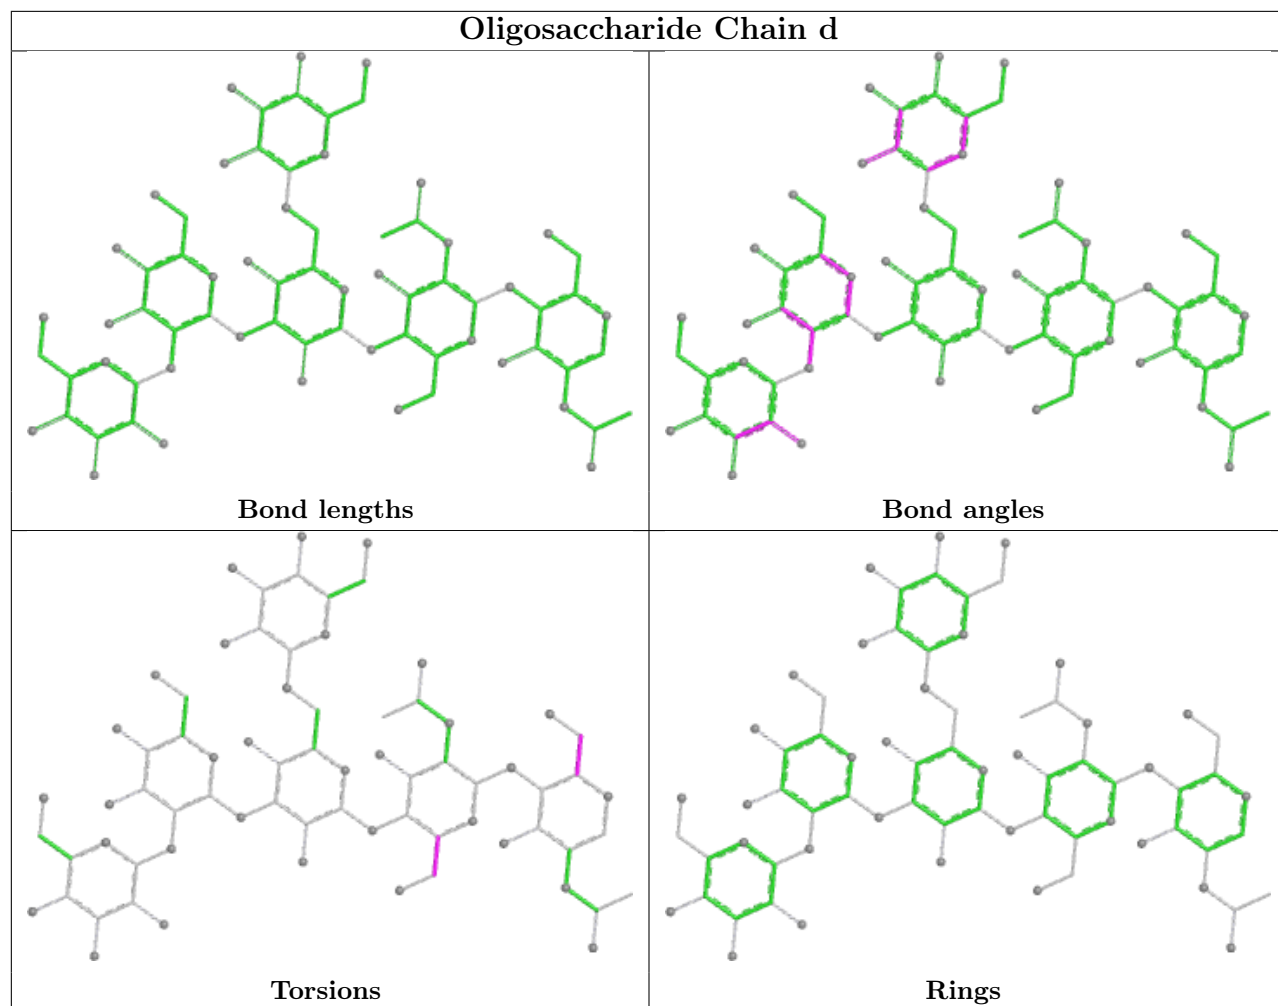 Oligosaccharide Chain d
Bond lengths
Bond angles
Torsions
Rings